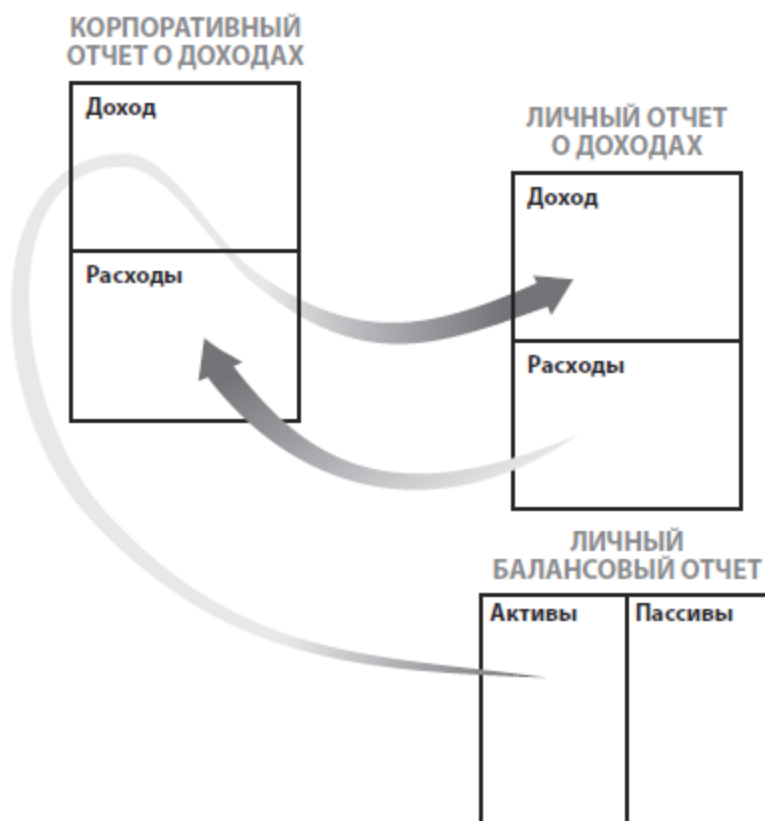 КОРПОРАТИВНЫЙ
ОТЧЕТ О ДОХОДАХ
Доход
Расходы
ЛИЧНЫЙ ОТЧЕТ
О ДОХОДАХ
Доход
Расходы
ЛИЧНЫЙ
БАЛАНСОВЫЙ ОТЧЕТ
Активы
Пассивы